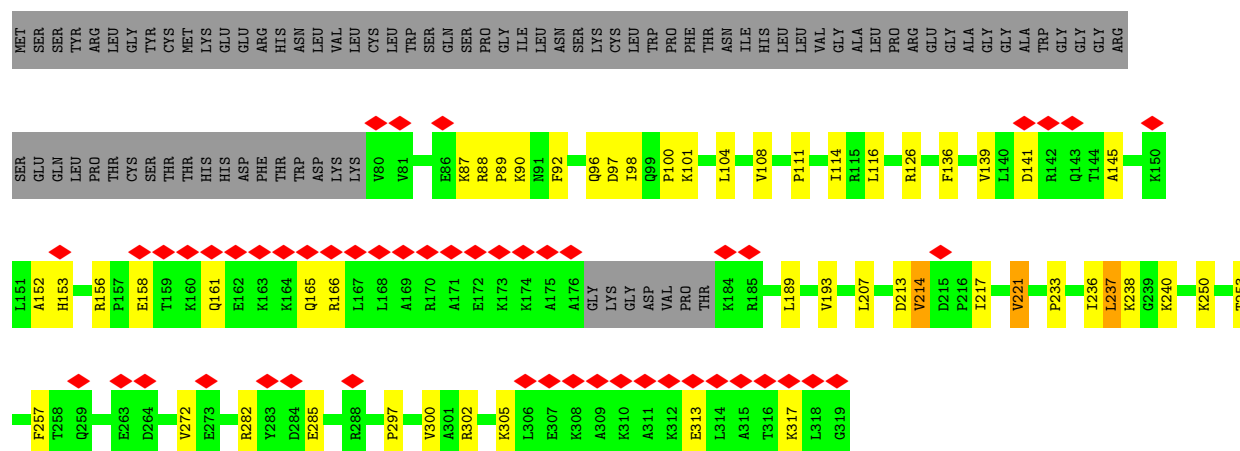 MET SER SER TYR ARG LEU GLY TYR CYS MET LYS GLU GLU ARG HIS ASN LEU VAL LEU CYS LEU TRP SER GLN SER PRO GLY ILE LEU ASN SER LYS CYS LEU TRP PRO PHE THR ASN ILE HIS LEU LEU VAL GLY ALA LEU PRO ARG GLU GLY ALA GLY GLY ALA TRP GLY GLY GLY ARG
SER GLU GLN LEU PRO THR CYS SER THR THR HIS HIS ASP PHE THR TRP ASP LYS LYS V80 V81 E86 K87 R88 P89 K90 N91 F92 Q96 D97 I98 Q99 P100 K101 L104 V108 P111 I114 R115 L116 R126 F136 V139 L140 D141 R142 Q143 T144 A145 K150
L151 A152 H153 R156 P157 E158 T159 K160 Q161 E162 K163 K164 Q165 R166 L167 L168 A169 R170 A171 E172 K173 K174 A175 A176 GLY LYS GLY ASP VAL PRO THR K184 R185 L189 V193 L207 D213 V214 D215 P216 I217 V221 P233 I236 L237 K238 G239 K240 K250 T253
F257 T258 Q259 E263 D264 V272 E273 R282 Y283 D284 E285 R288 P297 V300 A301 R302 K305 L306 E307 K308 A309 K310 A311 K312 E313 L314 A315 T316 K317 L318 G319